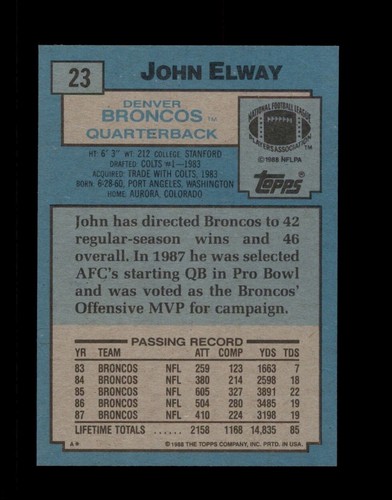 23
JOHN ELWAY
DENVER
BRONCOS TM
QUARTERBACK
HT: 6' 3" WT: 212 COLLEGE: STANFORD
DRAFTED: COLTS #1—1983
ACQUIRED: TRADE WITH COLTS, 1983
BORN: 6-28-60, PORT ANGELES, WASHINGTON
HOME: AURORA, COLORADO
NATIONAL FOOTBALL LEAGUE
PLAYERS ASSOCIATION
TM
©1988 NFLPA
Topps
John has directed Broncos to 42
regular-season wins and 46
overall. In 1987 he was selected
AFC's starting QB in Pro Bowl
and was voted as the Broncos'
Offensive MVP for campaign.
PASSING RECORD
YR TEAM ATT COMP YDS TDS
83 BRONCOS NFL 259 123 1663 7
84 BRONCOS NFL 380 214 2598 18
85 BRONCOS NFL 605 327 3891 22
86 BRONCOS NFL 504 280 3485 19
87 BRONCOS NFL 410 224 3198 19
LIFETIME TOTALS 2158 1168 14,835 85
A* ©1988 THE TOPPS COMPANY, INC. PRTD. IN U.S.A.